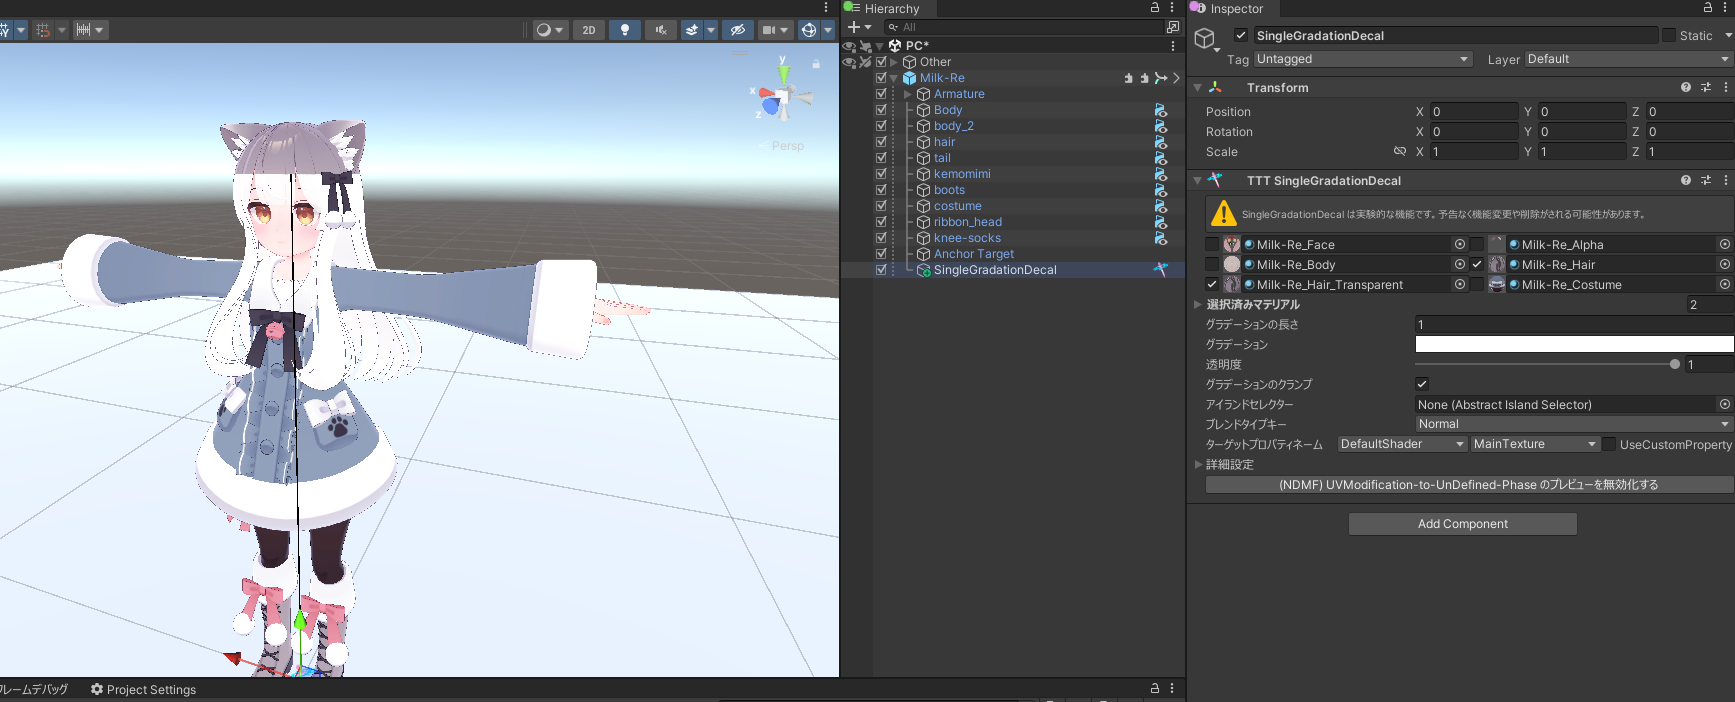 Hierarchy
Inspector
2D
All
SingleGradationDecal
Static
PC*
Tag Untagged
Layer Default
Other
Milk-Re
Transform
Armature
Body
Position X 0 Y 0 Z 0
body_2
Rotation X 0 Y 0 Z 0
hair
Scale X 1 Y 1 Z 1
tail
kemomimi
TTT SingleGradationDecal
boots
costume
SingleGradationDecal は実験的な機能です。予告なく機能変更や削除がされる可能性があります。
ribbon_head
knee-socks
Milk-Re_Face
Milk-Re_Alpha
Anchor Target
Milk-Re_Body
Milk-Re_Hair
SingleGradationDecal
Milk-Re_Hair_Transparent
Milk-Re_Costume
y
x
z
Persp
選択済みマテリアル 2
グラデーションの長さ 1
グラデーション
透明度 1
グラデーションのクランプ
アイランドセレクター None (Abstract Island Selector)
ブレンドタイプキー Normal
ターゲットプロパティネーム DefaultShader MainTexture UseCustomProperty
詳細設定
(NDMF) UVModification-to-UnDefined-Phase のプレビューを無効化する
Add Component
フレームデバッグ
Project Settings